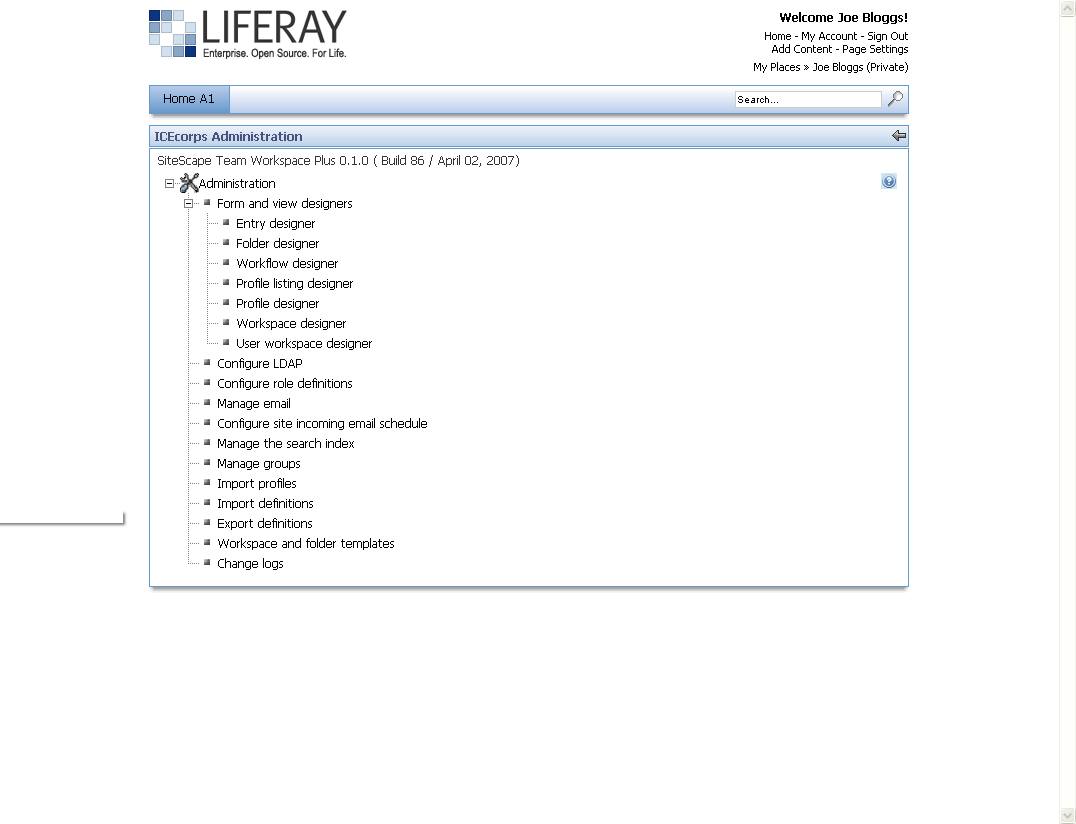 LIFERAY
Enterprise. Open Source. For Life.
Welcome Joe Bloggs!
Home - My Account - Sign Out
Add Content - Page Settings
My Places » Joe Bloggs (Private)
Home A1
Search...
ICEcorps Administration
SiteScape Team Workspace Plus 0.1.0 ( Build 86 / April 02, 2007)
Administration
Form and view designers
Entry designer
Folder designer
Workflow designer
Profile listing designer
Profile designer
Workspace designer
User workspace designer
Configure LDAP
Configure role definitions
Manage email
Configure site incoming email schedule
Manage the search index
Manage groups
Import profiles
Import definitions
Export definitions
Workspace and folder templates
Change logs